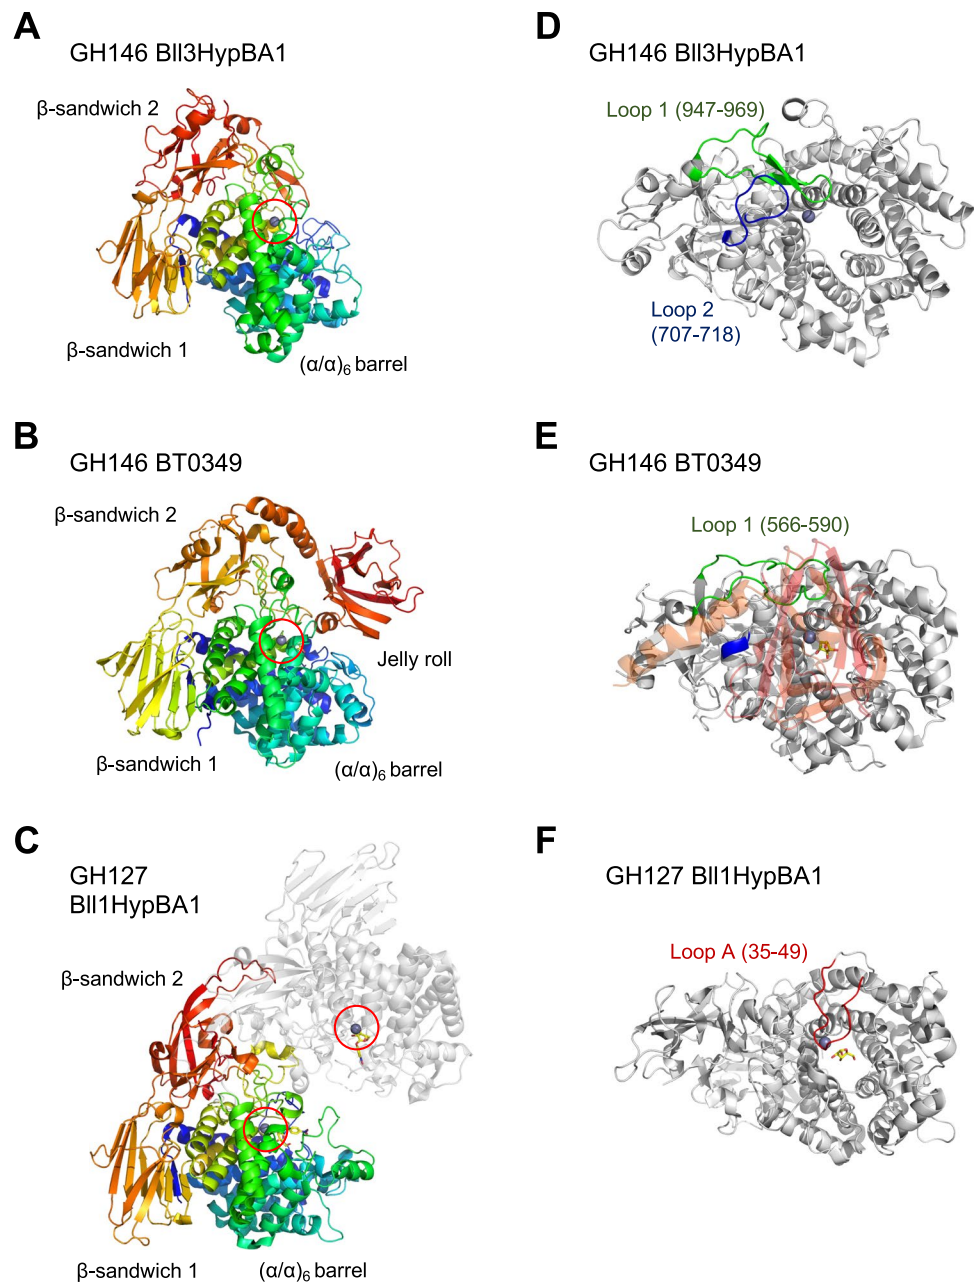 A
GH146 Bll3HypBA1
β-sandwich 2
β-sandwich 1
(α/α)₆ barrel
B
GH146 BT0349
β-sandwich 2
Jelly roll
β-sandwich 1
(α/α)₆ barrel
C
GH127
Bll1HypBA1
β-sandwich 2
β-sandwich 1
(α/α)₆ barrel
D
GH146 Bll3HypBA1
Loop 1 (947-969)
Loop 2
(707-718)
E
GH146 BT0349
Loop 1 (566-590)
F
GH127 Bll1HypBA1
Loop A (35-49)